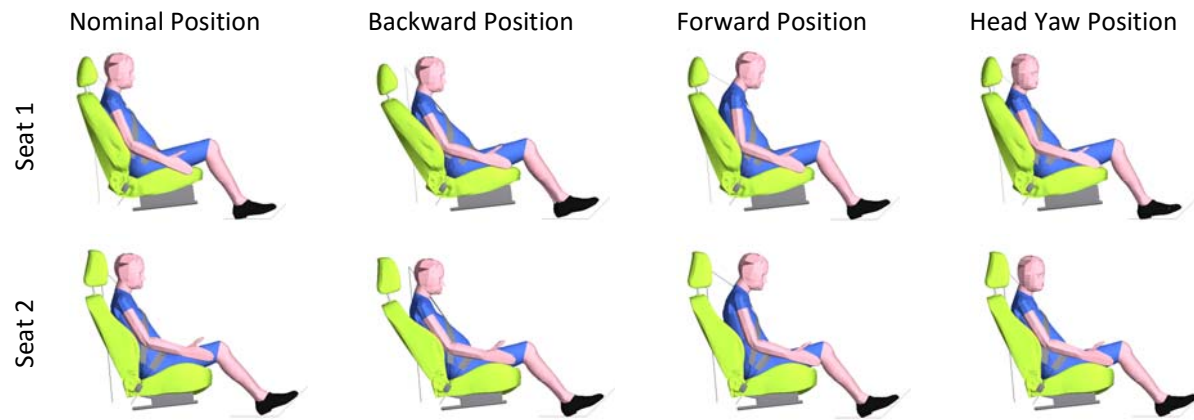 Nominal Position
Backward Position
Forward Position
Head Yaw Position
Seat 1
Seat 2